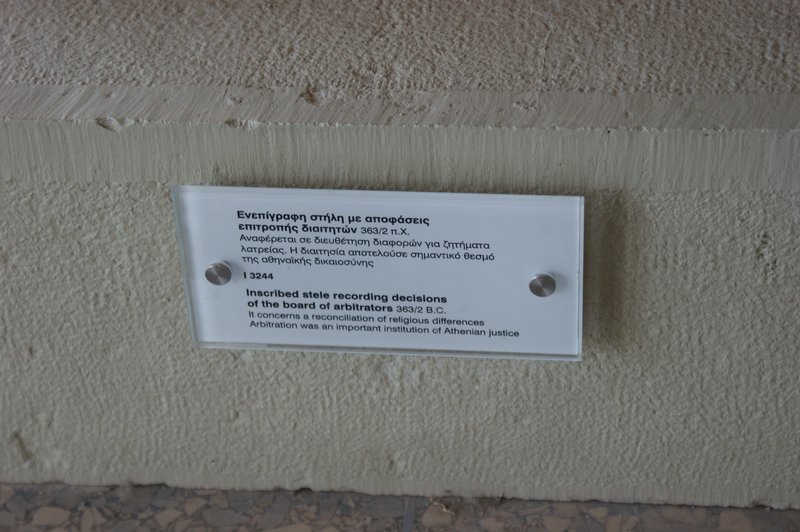 Ενεπίγραφη στήλη με αποφάσεις
επιτροπής διαιτητών 363/2 π.Χ.
Αναφέρεται σε διευθέτηση διαφορών για ζητήματα
λατρείας. Η διαιτησία αποτελούσε σημαντικό θεσμό
της αθηναϊκής δικαιοσύνης
I 3244
Inscribed stele recording decisions
of the board of arbitrators 363/2 B.C.
It concerns a reconciliation of religious differences
Arbitration was an important institution of Athenian justice